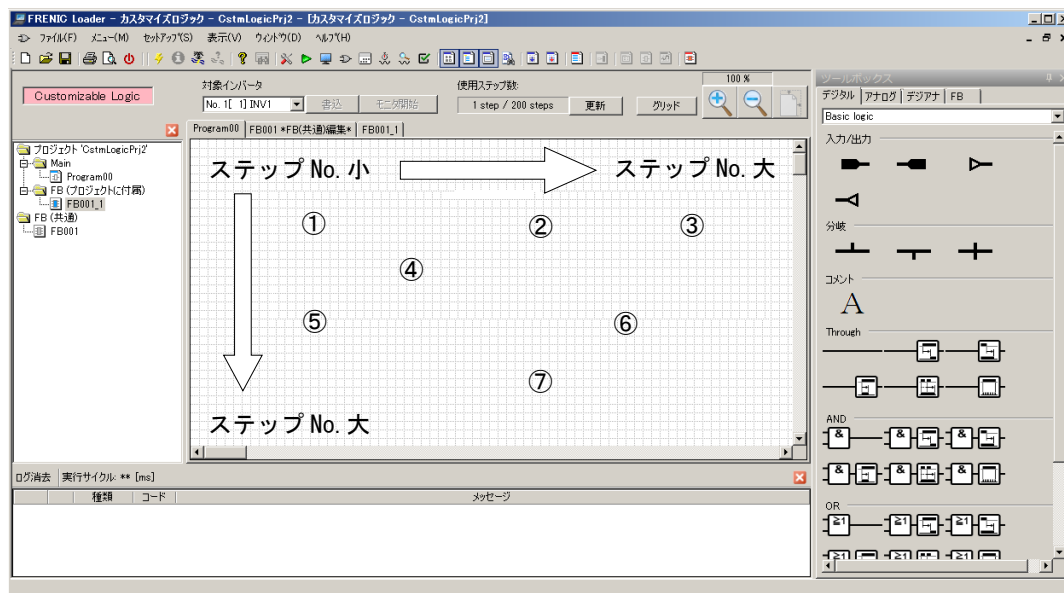 FRENIC Loader - カスタマイズロジック - CstmLogicPrj2 - [カスタマイズロジック - CstmLogicPrj2]
ファイル(F) メニュー(M) セットアップ(S) 表示(V) ウィンドウ(D) ヘルプ(H)
Customizable Logic
対象インバータ
使用ステップ数:
100 %
No. 1[ 1] INV1
書込
モニタ開始
1 step / 200 steps
更新
グリッド
Program00
FB001 *FB(共通)編集*
FB001_1
プロジェクト 'CstmLogicPrj2'
Main
Program00
FB (プロジェクトに付属)
FB001_1
FB (共通)
FB001
ステップ No. 小
ステップ No. 大
①
②
③
④
⑤
⑥
⑦
ステップ No. 大
ツールボックス
デジタル アナログ デジアナ FB
Basic logic
入力/出力
分岐
コメント
A
Through
AND
& & &
& & &
OR
≧1 ≧1 ≧1
≧1 ≧1 ≧1
ログ消去 実行サイクル: ** [ms]
種類 コード メッセージ